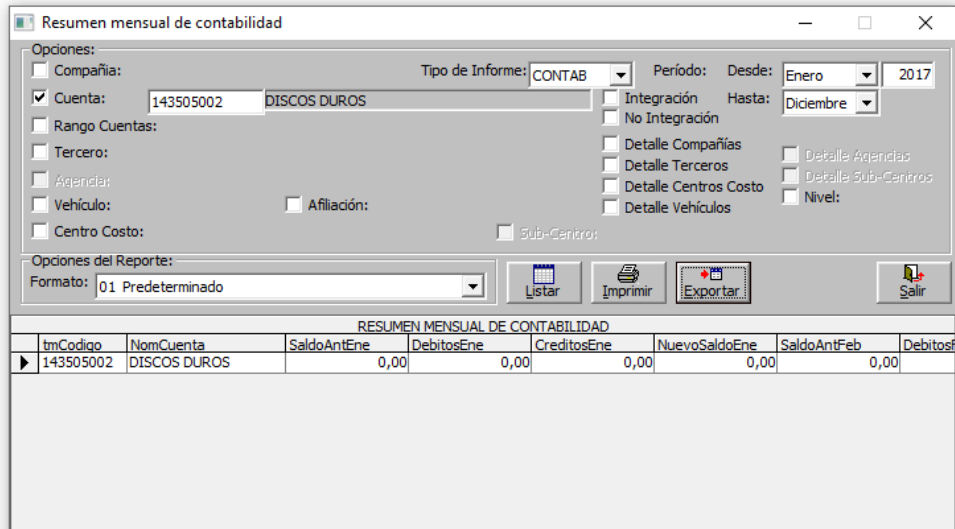 Resumen mensual de contabilidad
Opciones:
Compañia: Tipo de Informe: CONTAB Período: Desde: Enero 2017
Cuenta: 143505002 DISCOS DUROS Integración Hasta: Diciembre
No Integración
Rango Cuentas:
Detalle Compañías
Tercero: Detalle Agencias
Detalle Terceros
Agencia: Detalle Centros Costo Detalle Sub-Centros
Vehículo: Afiliación: Detalle Vehículos Nivel:
Centro Costo: Sub-Centro:
Opciones del Reporte:
Formato: 01 Predeterminado Listar Imprimir Exportar Salir
RESUMEN MENSUAL DE CONTABILIDAD
tmCodigo NomCuenta SaldoAntEne DebitosEne CreditosEne NuevoSaldoEne SaldoAntFeb DebitosF
143505002 DISCOS DUROS 0,00 0,00 0,00 0,00 0,00